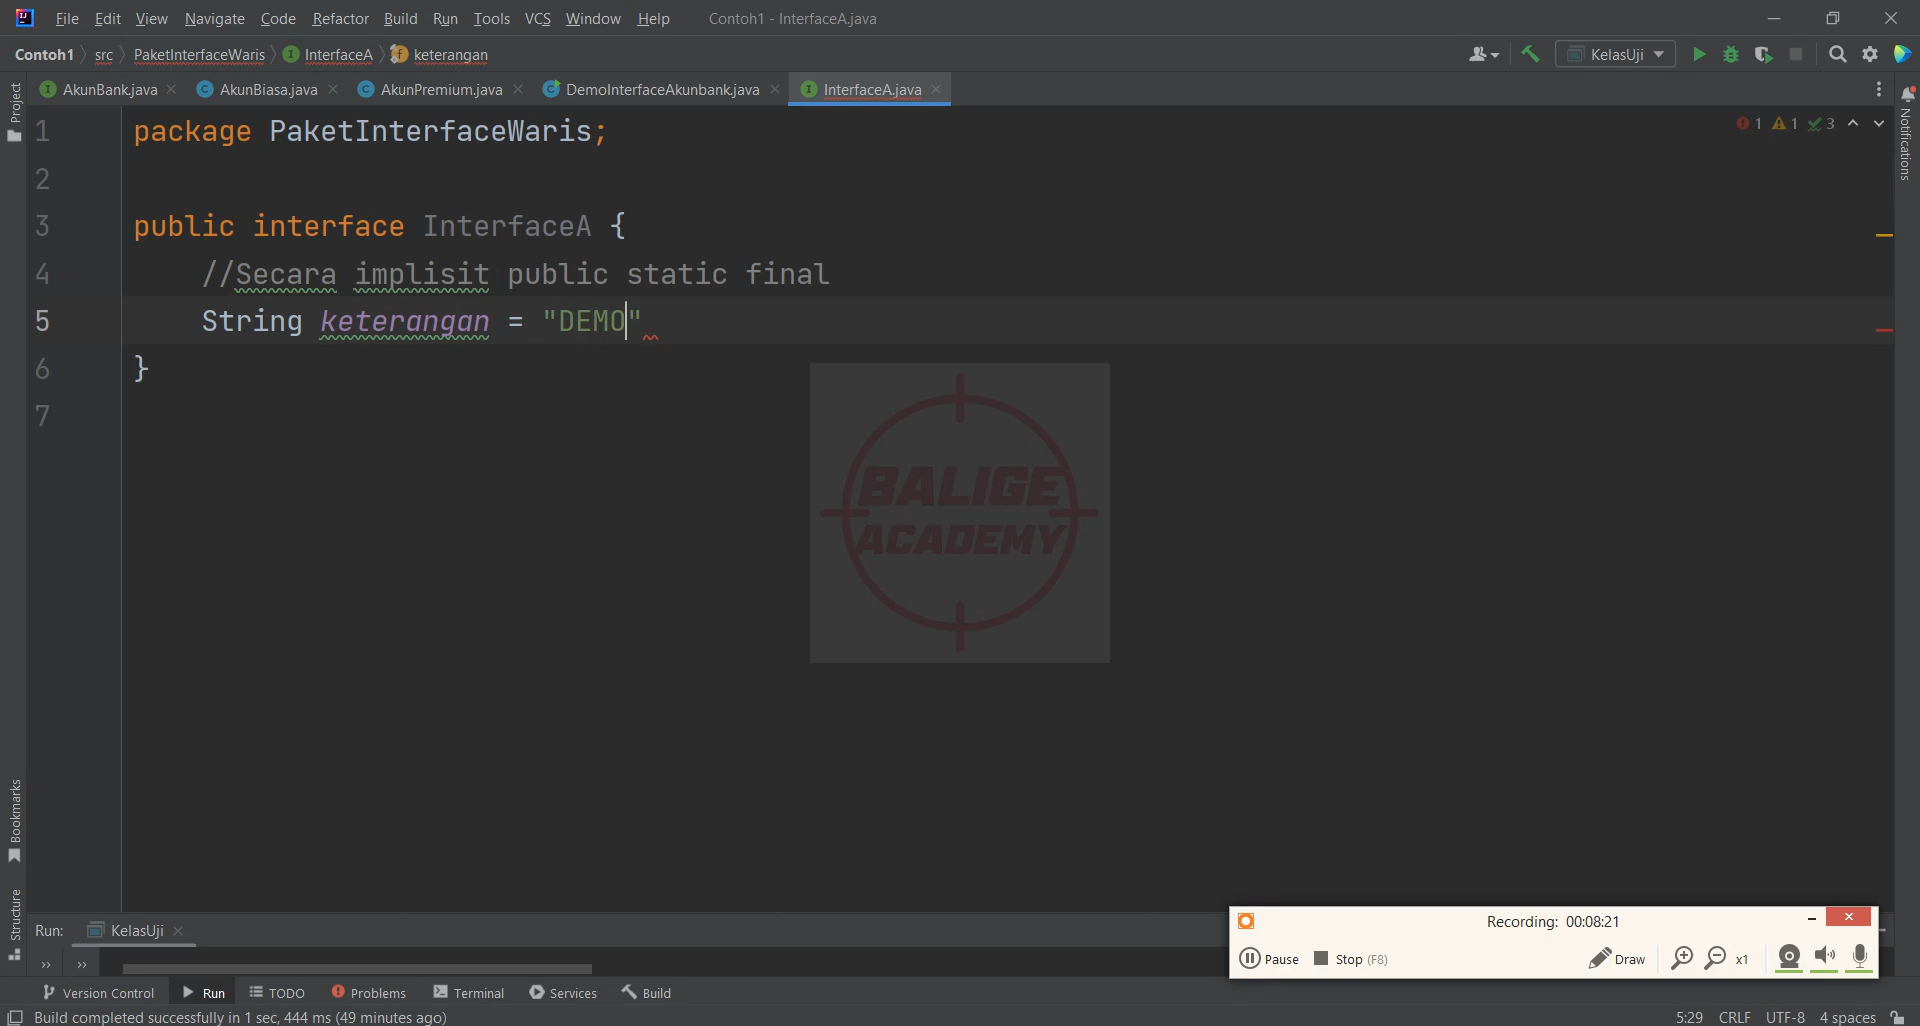 File Edit View Navigate Code Refactor Build Run Tools VCS Window Help Contoh1 - InterfaceA.java
Contoh1 src PaketInterfaceWaris InterfaceA keterangan KelasUji
AkunBank.java AkunBiasa.java AkunPremium.java DemoInterfaceAkunbank.java InterfaceA.java
Project
Notifications
1 1 3
1 package PaketInterfaceWaris;
2
3 public interface InterfaceA {
4 //Secara implisit public static final
5 String keterangan = "DEMO"
6 }
7
BALIGE
ACADEMY
Bookmarks
Structure
Run: KelasUji
Recording: 00:08:21
Pause Stop (F8) Draw x1
Version Control Run TODO Problems Terminal Services Build
Build completed successfully in 1 sec, 444 ms (49 minutes ago) 5:29 CRLF UTF-8 4 spaces